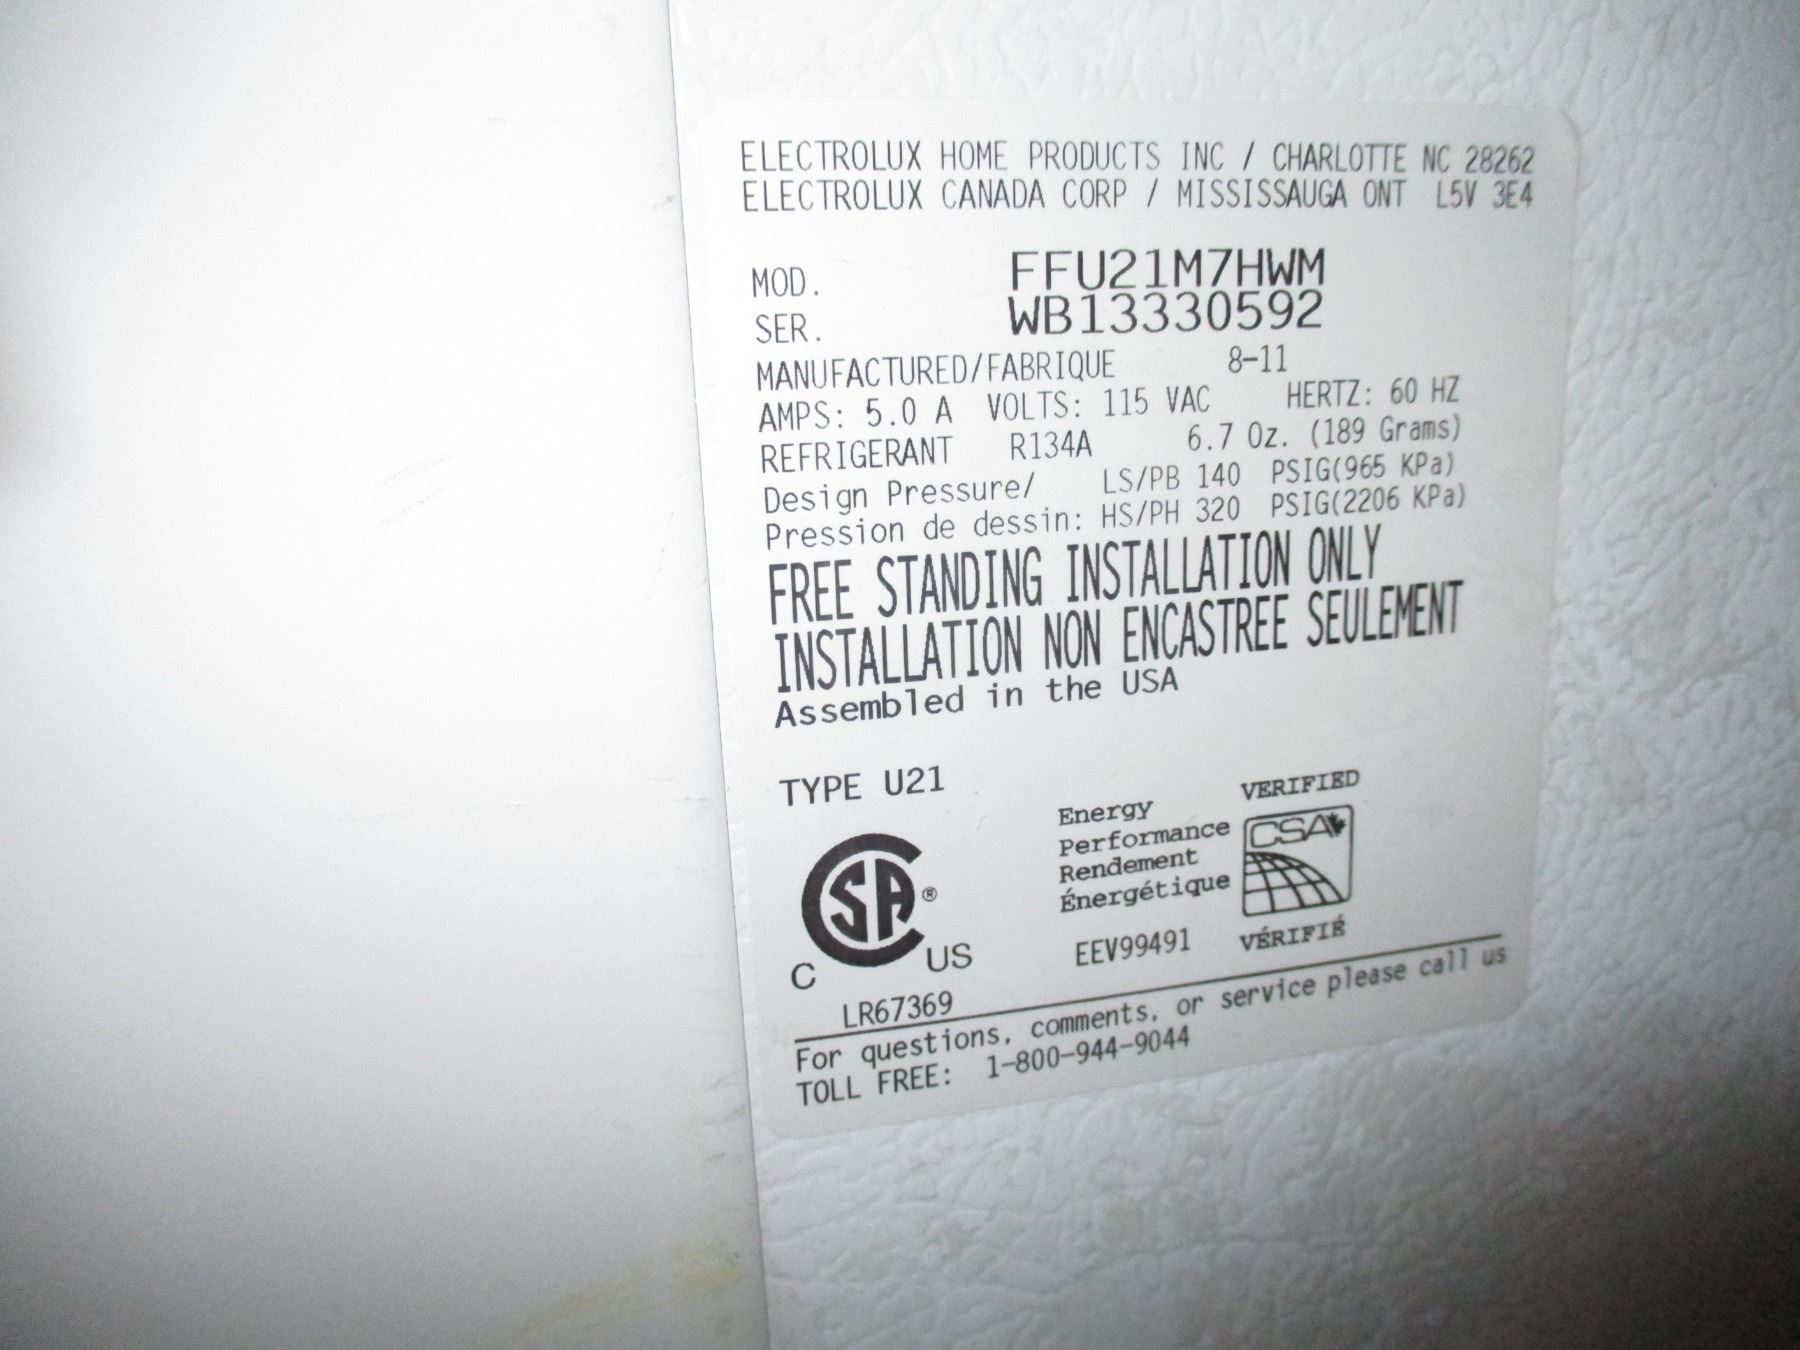 ELECTROLUX HOME PRODUCTS INC / CHARLOTTE NC 28262
ELECTROLUX CANADA CORP / MISSISSAUGA ONT L5V 3E4
MOD. FFU21M7HWM
SER. WB13330592
MANUFACTURED/FABRIQUE 8-11
AMPS: 5.0 A VOLTS: 115 VAC HERTZ: 60 HZ
REFRIGERANT R134A 6.7 Oz. (189 Grams)
Design Pressure/ LS/PB 140 PSIG(965 KPa)
Pression de dessin: HS/PH 320 PSIG(2206 KPa)
FREE STANDING INSTALLATION ONLY
INSTALLATION NON ENCASTREE SEULEMENT
Assembled in the USA
TYPE U21
SA ®
C US
LR67369
Energy
Performance
Rendement
Énergétique
EEV99491
VERIFIED
CSA
VÉRIFIÉ
For questions, comments, or service please call us
TOLL FREE: 1-800-944-9044